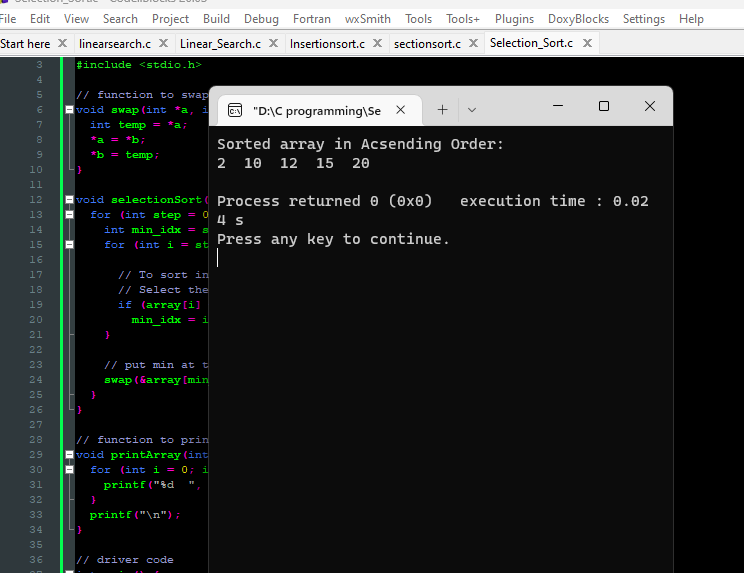 File Edit View Search Project Build Debug Fortran wxSmith Tools Tools+ Plugins DoxyBlocks Settings Help
Start here linearsearch.c Linear_Search.c Insertionsort.c sectionsort.c Selection_Sort.c
3 #include <stdio.h>
4
5 // function to swap
6 void swap(int *a, i
7 int temp = *a;
8 *a = *b;
9 *b = temp;
10 }
11
12 void selectionSort(
13 for (int step = 0
14 int min_idx = s
15 for (int i = st
16
17 // To sort in
18 // Select the
19 if (array[i]
20 min_idx = i
21 }
22
23 // put min at t
24 swap(&array[min
25 }
26 }
27
28 // function to prin
29 void printArray(int
30 for (int i = 0; i
31 printf("%d  ",
32 }
33 printf("\n");
34 }
35
36 // driver code
"D:\C programming\Se
Sorted array in Acsending Order:
2  10  12  15  20
Process returned 0 (0x0)   execution time : 0.02
4 s
Press any key to continue.